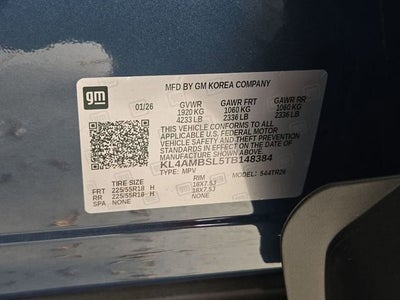 gm
MFD BY GM KOREA COMPANY
01/26 GVWR GAWR FRT GAWR RR
1920 KG 1060 KG 1060 KG
4233 LB 2336 LB 2336 LB
THIS VEHICLE CONFORMS TO ALL
APPLICABLE U.S. FEDERAL MOTOR
VEHICLE SAFETY AND THEFT PREVENTION
STANDARDS IN EFFECT ON THE DATE OF
MANUFACTURE SHOWN ABOVE.
KL4AMBSL5TB148384
TYPE: MPV MODEL: 544TR26
TIRE SIZE RIM
FRT 225/55R18 H 18X7.5J
RR 225/55R18 H 18X7.5J
SPA NONE NONE